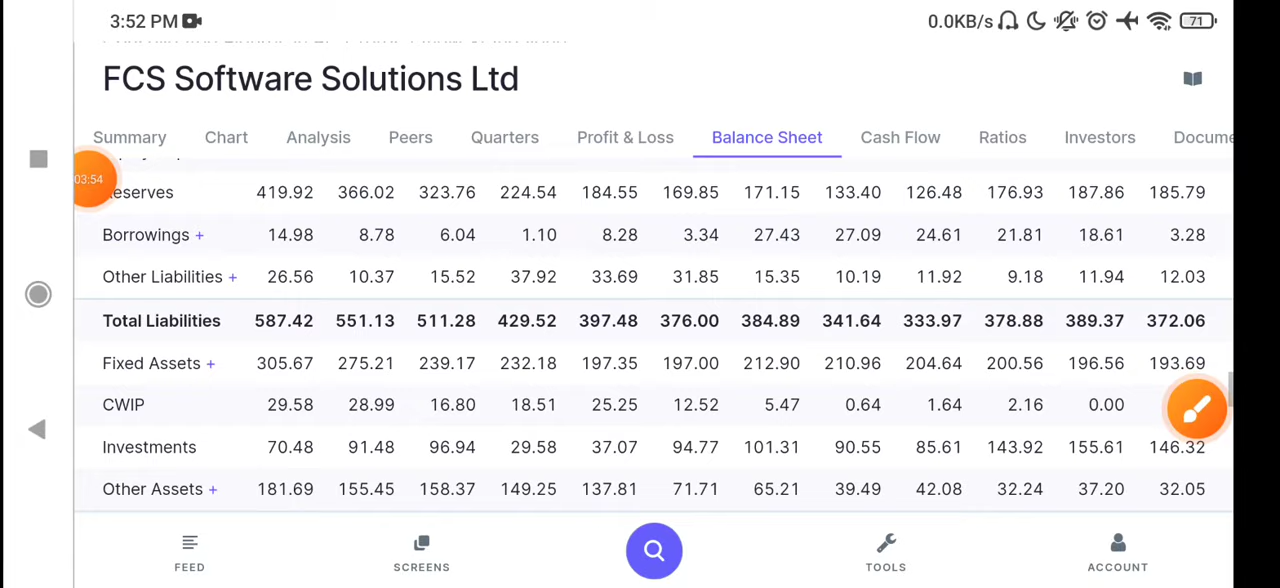 3:52 PM 0.0KB/s 71
FCS Software Solutions Ltd
Summary Chart Analysis Peers Quarters Profit & Loss Balance Sheet Cash Flow Ratios Investors Docume
03:54
eserves 419.92 366.02 323.76 224.54 184.55 169.85 171.15 133.40 126.48 176.93 187.86 185.79
Borrowings + 14.98 8.78 6.04 1.10 8.28 3.34 27.43 27.09 24.61 21.81 18.61 3.28
Other Liabilities + 26.56 10.37 15.52 37.92 33.69 31.85 15.35 10.19 11.92 9.18 11.94 12.03
Total Liabilities 587.42 551.13 511.28 429.52 397.48 376.00 384.89 341.64 333.97 378.88 389.37 372.06
Fixed Assets + 305.67 275.21 239.17 232.18 197.35 197.00 212.90 210.96 204.64 200.56 196.56 193.69
CWIP 29.58 28.99 16.80 18.51 25.25 12.52 5.47 0.64 1.64 2.16 0.00
Investments 70.48 91.48 96.94 29.58 37.07 94.77 101.31 90.55 85.61 143.92 155.61 146.32
Other Assets + 181.69 155.45 158.37 149.25 137.81 71.71 65.21 39.49 42.08 32.24 37.20 32.05
FEED SCREENS TOOLS ACCOUNT